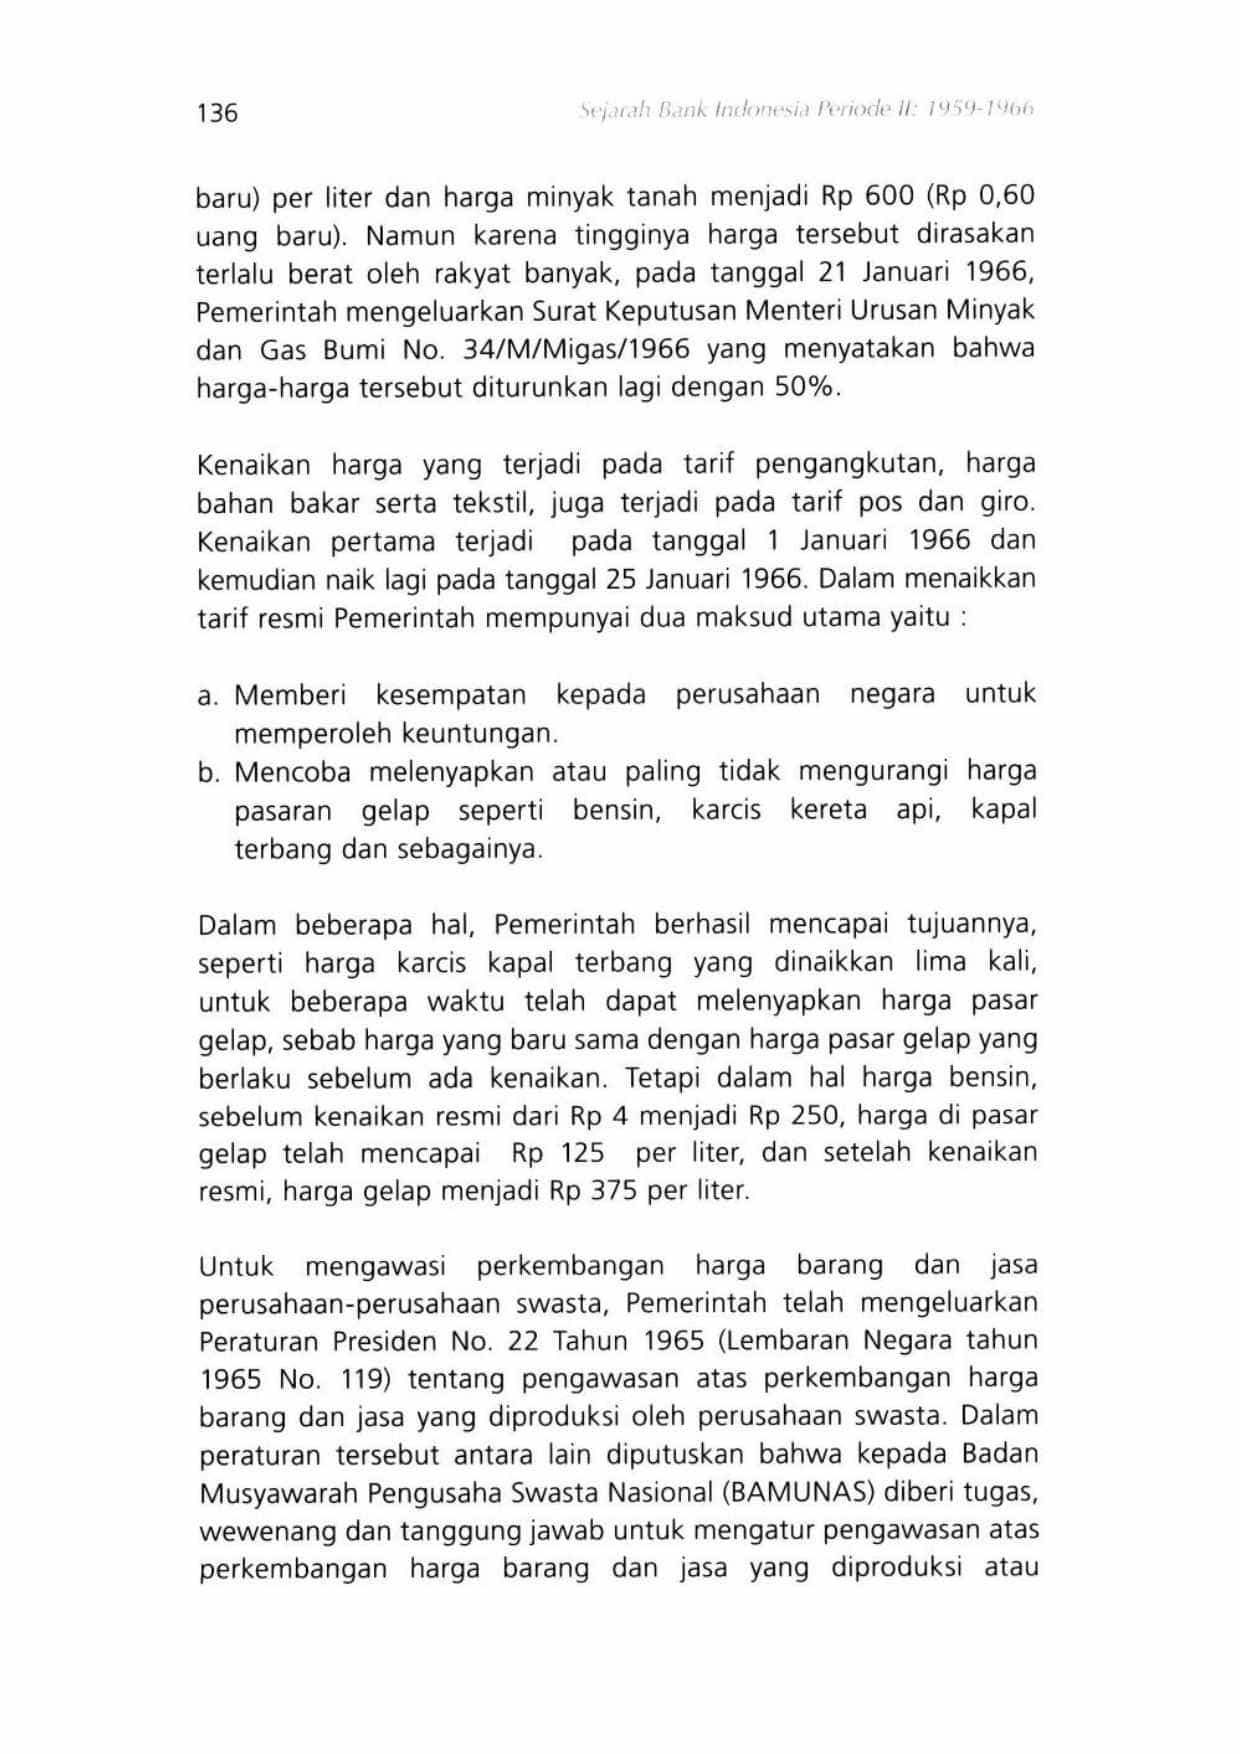 136
Sejarah Bank Indonesia Periode II: 1959-1966
baru) per liter dan harga minyak tanah menjadi Rp 600 (Rp 0,60
uang baru). Namun karena tingginya harga tersebut dirasakan
terlalu berat oleh rakyat banyak, pada tanggal 21 Januari 1966,
Pemerintah mengeluarkan Surat Keputusan Menteri Urusan Minyak
dan Gas Bumi No. 34/M/Migas/1966 yang menyatakan bahwa
harga-harga tersebut diturunkan lagi dengan 50%.
Kenaikan harga yang terjadi pada tarif pengangkutan, harga
bahan bakar serta tekstil, juga terjadi pada tarif pos dan giro.
Kenaikan pertama terjadi pada tanggal 1 Januari 1966 dan
kemudian naik lagi pada tanggal 25 Januari 1966. Dalam menaikkan
tarif resmi Pemerintah mempunyai dua maksud utama yaitu :
a. Memberi kesempatan kepada perusahaan negara untuk
memperoleh keuntungan.
b. Mencoba melenyapkan atau paling tidak mengurangi harga
pasaran gelap seperti bensin, karcis kereta api, kapal
terbang dan sebagainya.
Dalam beberapa hal, Pemerintah berhasil mencapai tujuannya,
seperti harga karcis kapal terbang yang dinaikkan lima kali,
untuk beberapa waktu telah dapat melenyapkan harga pasar
gelap, sebab harga yang baru sama dengan harga pasar gelap yang
berlaku sebelum ada kenaikan. Tetapi dalam hal harga bensin,
sebelum kenaikan resmi dari Rp 4 menjadi Rp 250, harga di pasar
gelap telah mencapai Rp 125 per liter, dan setelah kenaikan
resmi, harga gelap menjadi Rp 375 per liter.
Untuk mengawasi perkembangan harga barang dan jasa
perusahaan-perusahaan swasta, Pemerintah telah mengeluarkan
Peraturan Presiden No. 22 Tahun 1965 (Lembaran Negara tahun
1965 No. 119) tentang pengawasan atas perkembangan harga
barang dan jasa yang diproduksi oleh perusahaan swasta. Dalam
peraturan tersebut antara lain diputuskan bahwa kepada Badan
Musyawarah Pengusaha Swasta Nasional (BAMUNAS) diberi tugas,
wewenang dan tanggung jawab untuk mengatur pengawasan atas
perkembangan harga barang dan jasa yang diproduksi atau